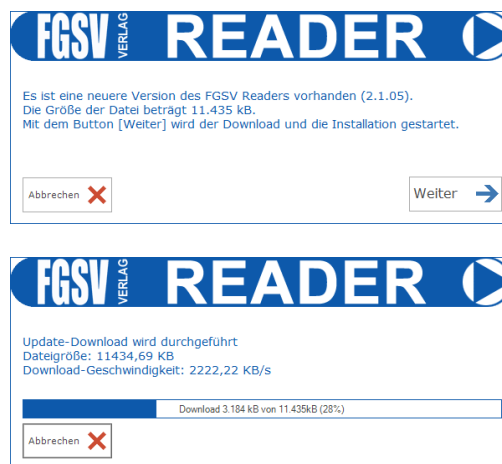 FGSV VERLAG READER
Es ist eine neuere Version des FGSV Readers vorhanden (2.1.05).
Die Größe der Datei beträgt 11.435 kB.
Mit dem Button [Weiter] wird der Download und die Installation gestartet.
Abbrechen Weiter
FGSV VERLAG READER
Update-Download wird durchgeführt
Dateigröße: 11434,69 KB
Download-Geschwindigkeit: 2222,22 KB/s
Download 3.184 kB von 11.435kB (28%)
Abbrechen